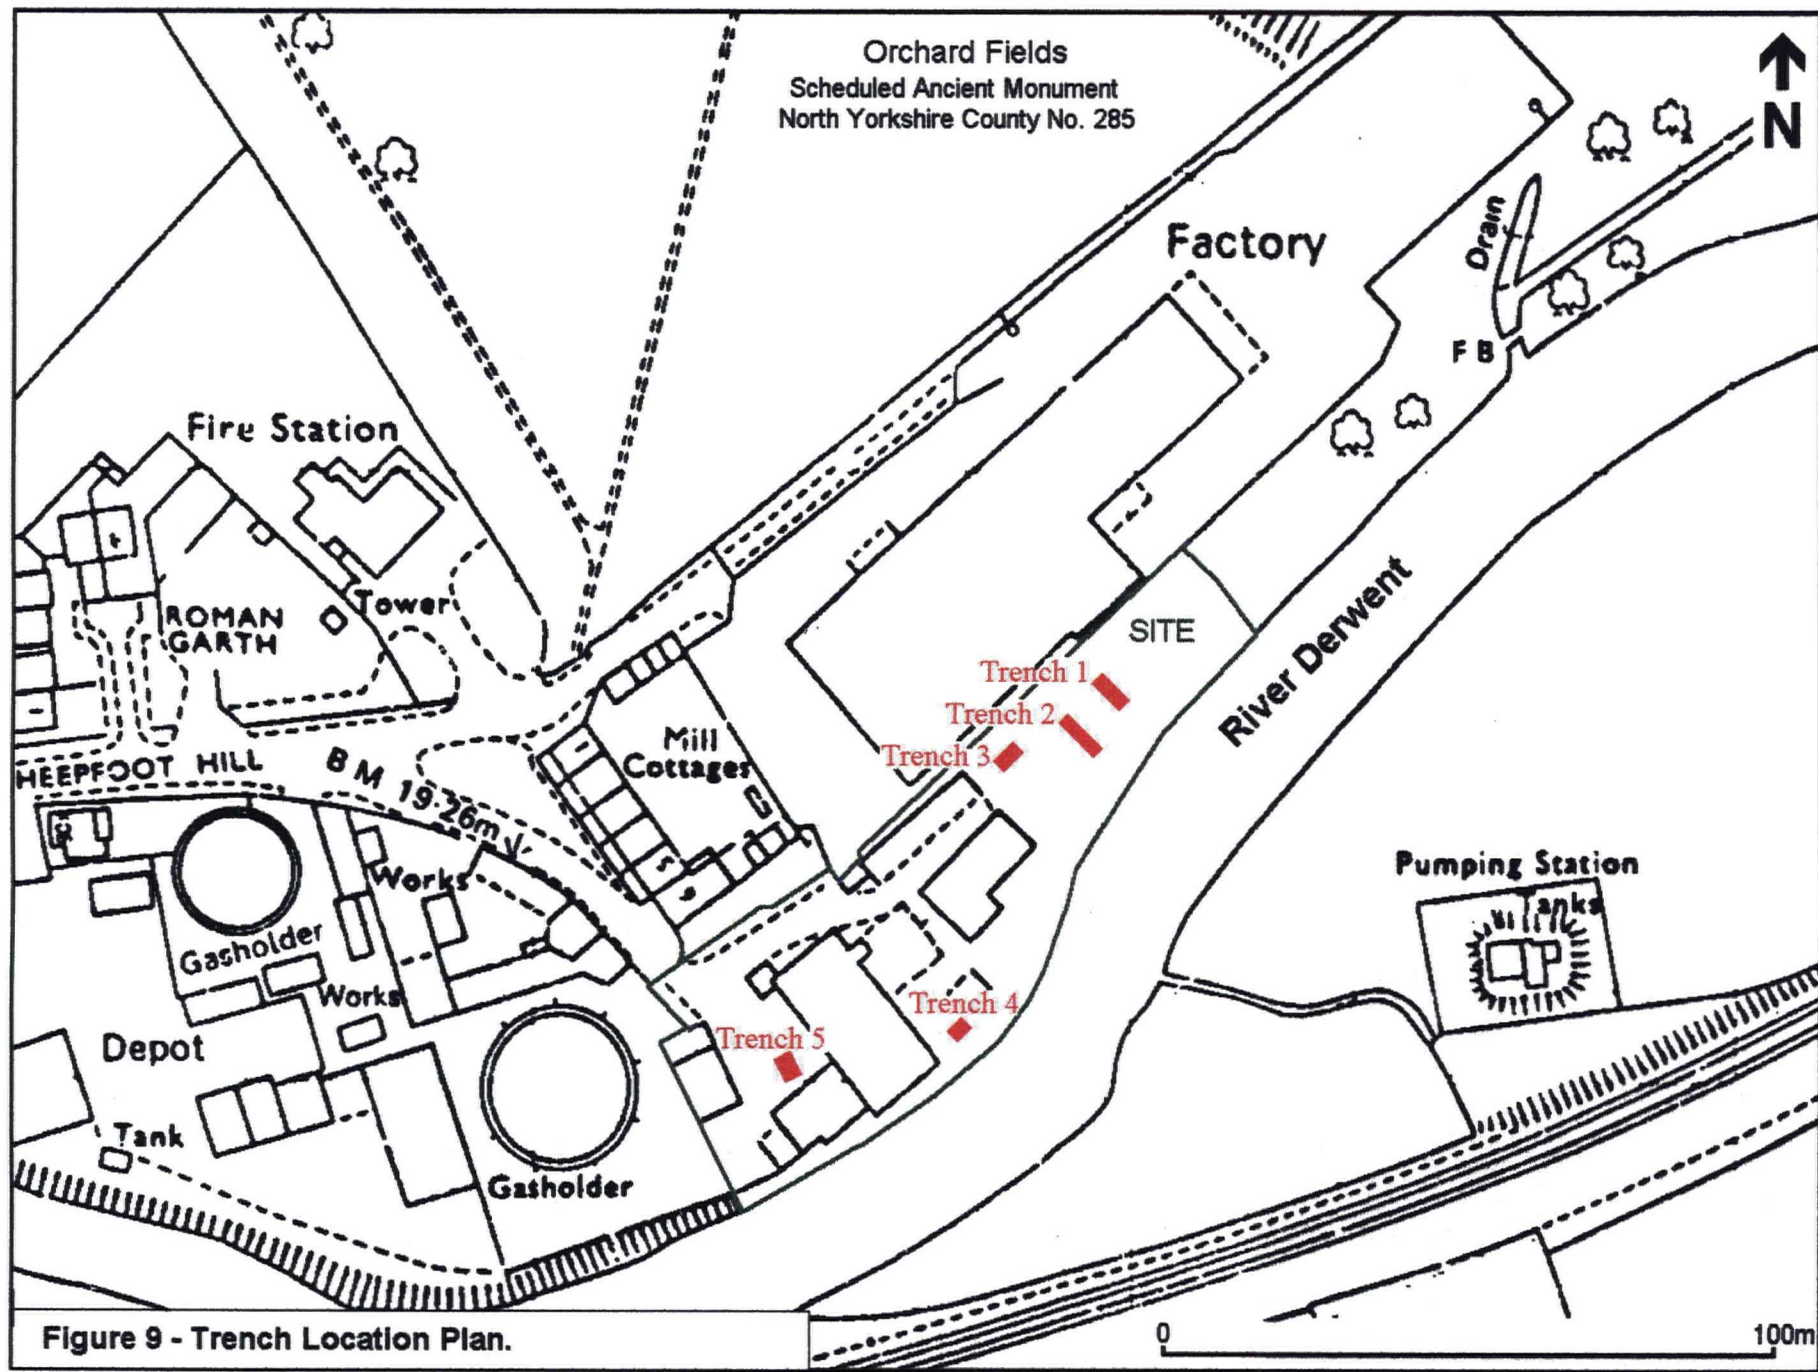 Orchard Fields
Scheduled Ancient Monument
North Yorkshire County No. 285
N
Factory
Drain
F B
Fire Station
Tower
ROMAN
GARTH
SITE
River Derwent
Trench 1
Trench 2
Trench 3
Mill
Cottages
HEEPFOOT HILL
B M 19·26m
1
5
Works
Gasholder
Works
Pumping Station
Tanks
Trench 4
Trench 5
Depot
Tank
Gasholder
Figure 9 - Trench Location Plan.
0
100m